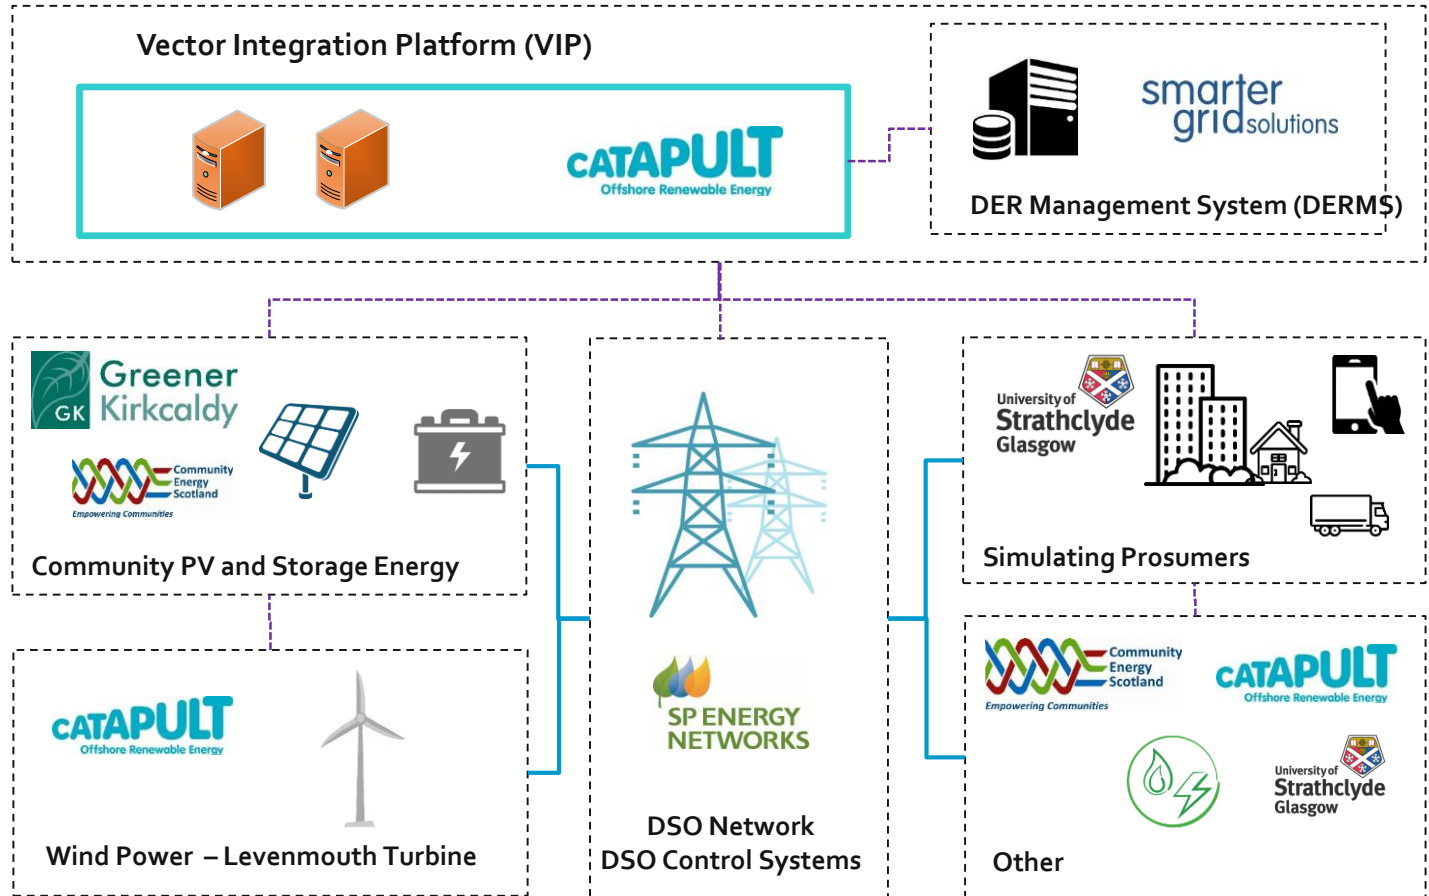 Vector Integration Platform (VIP)
CATAPULT
Offshore Renewable Energy
smarter
gridsolutions
DER Management System (DERMS)
GK
Greener
Kirkcaldy
Community
Energy
Scotland
Empowering Communities
Community PV and Storage Energy
CATAPULT
Offshore Renewable Energy
Wind Power – Levenmouth Turbine
SP ENERGY
NETWORKS
DSO Network
DSO Control Systems
University of
Strathclyde
Glasgow
Simulating Prosumers
Community
Energy
Scotland
Empowering Communities
CATAPULT
Offshore Renewable Energy
University of
Strathclyde
Glasgow
Other